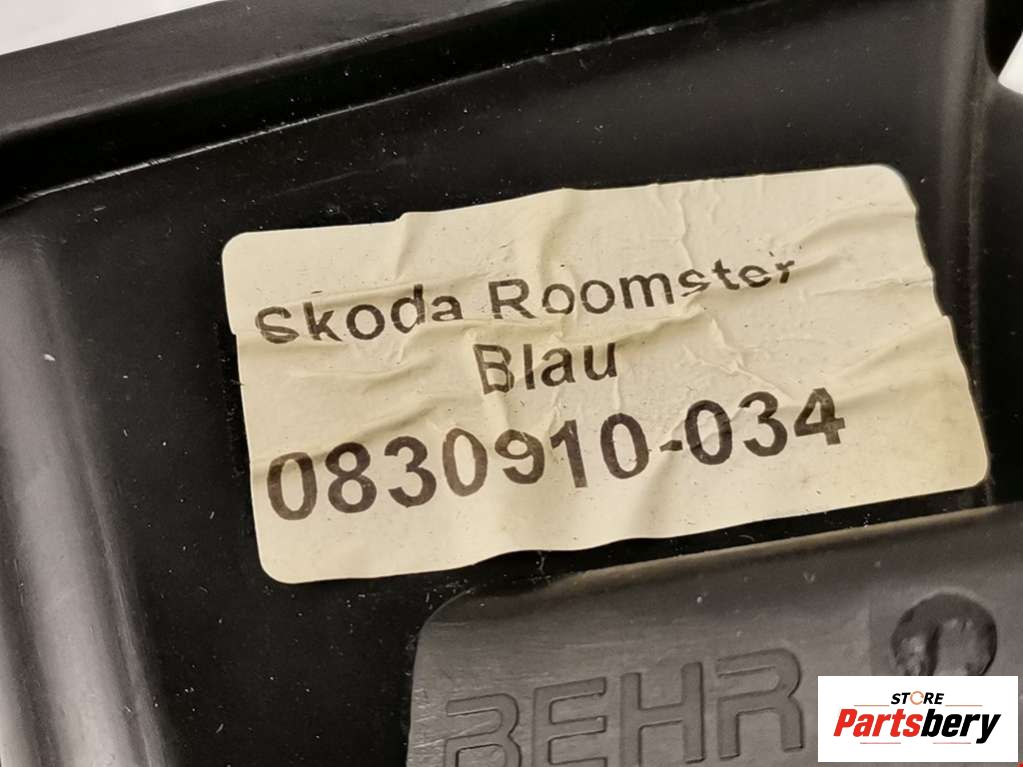 Skoda Roomster
Blau
0830910-034
BEHR
STORE
Partsbery